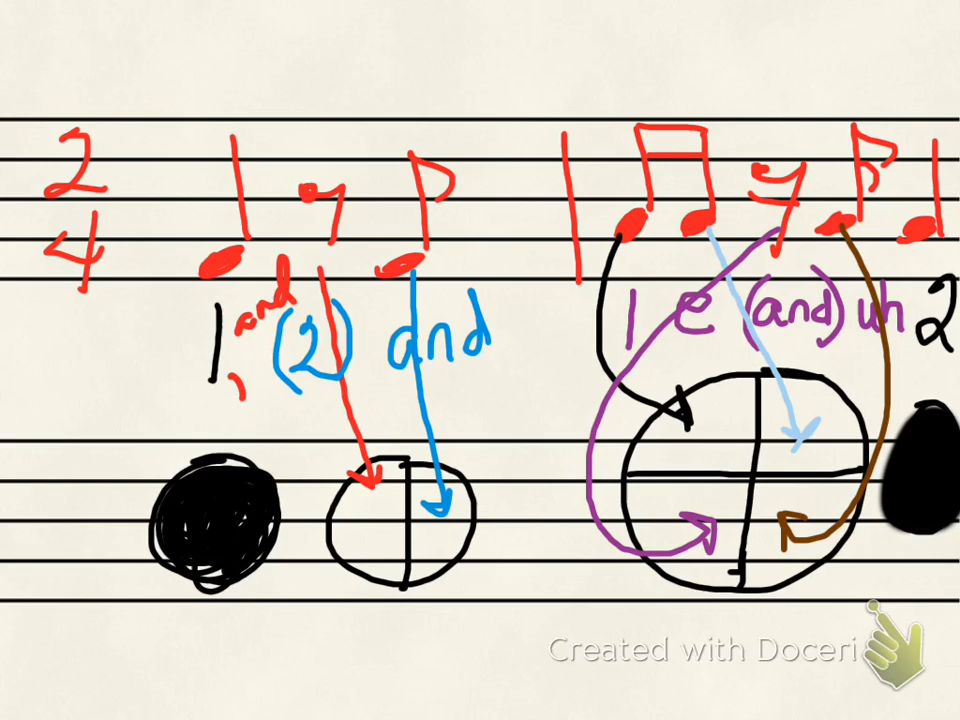 2
4
1, and (2) and 1 e (and) uh 2
Created with Doceri